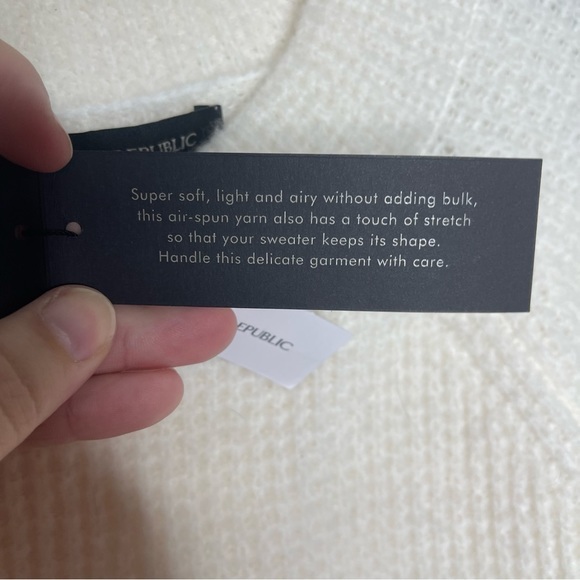 REPUBLIC
Super soft, light and airy without adding bulk,
this air-spun yarn also has a touch of stretch
so that your sweater keeps its shape.
Handle this delicate garment with care.
EPUBLIC